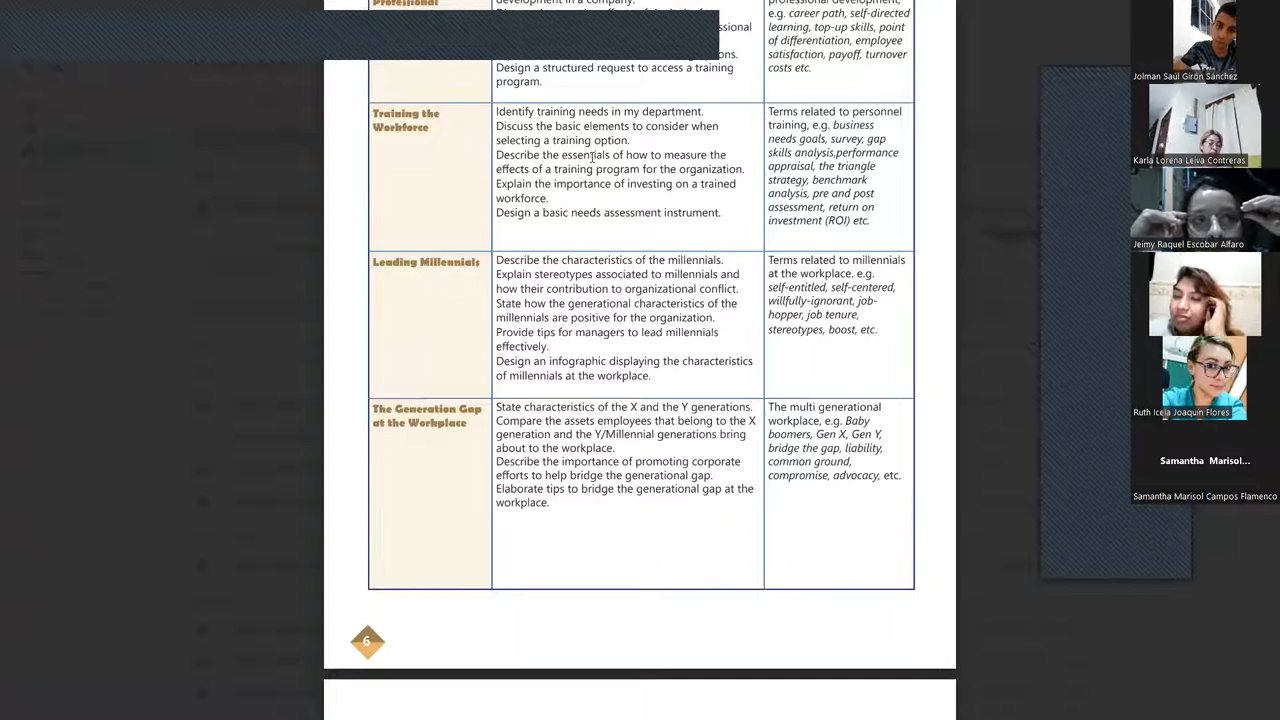 Professional
development in a company.
ssional
ons.
Design a structured request to access a training
program.
professional development,
e.g. career path, self-directed
learning, top-up skills, point
of differentiation, employee
satisfaction, payoff, turnover
costs etc.
Training the
Workforce
Identify training needs in my department.
Discuss the basic elements to consider when
selecting a training option.
Describe the essentials of how to measure the
effects of a training program for the organization.
Explain the importance of investing on a trained
workforce.
Design a basic needs assessment instrument.
Terms related to personnel
training, e.g. business
needs goals, survey, gap
skills analysis,performance
appraisal, the triangle
strategy, benchmark
analysis, pre and post
assessment, return on
investment (ROI) etc.
Leading Millennials
Describe the characteristics of the millennials.
Explain stereotypes associated to millennials and
how their contribution to organizational conflict.
State how the generational characteristics of the
millennials are positive for the organization.
Provide tips for managers to lead millennials
effectively.
Design an infographic displaying the characteristics
of millennials at the workplace.
Terms related to millennials
at the workplace. e.g.
self-entitled, self-centered,
willfully-ignorant, job-
hopper, job tenure,
stereotypes, boost, etc.
The Generation Gap
at the Workplace
State characteristics of the X and the Y generations.
Compare the assets employees that belong to the X
generation and the Y/Millennial generations bring
about to the workplace.
Describe the importance of promoting corporate
efforts to help bridge the generational gap.
Elaborate tips to bridge the generational gap at the
workplace.
The multi generational
workplace, e.g. Baby
boomers, Gen X, Gen Y,
bridge the gap, liability,
common ground,
compromise, advocacy, etc.
6
Jolman Saúl Girón Sánchez
Karla Lorena Leiva Contreras
Jeimy Raquel Escobar Alfaro
Ruth Icela Joaquín Flores
Samantha Marisol...
Samantha Marisol Campos Flamenco